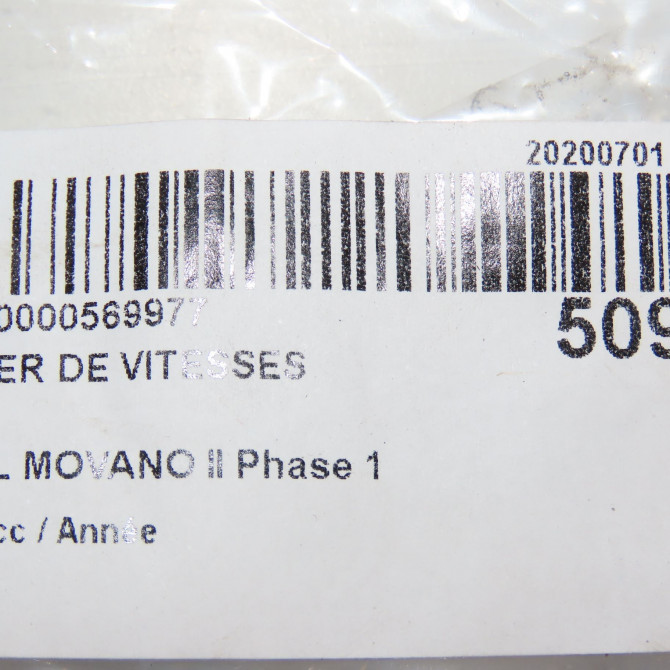 20200701
0000569977
509
ER DE VITESSES
L MOVANO II Phase 1
cc / Année